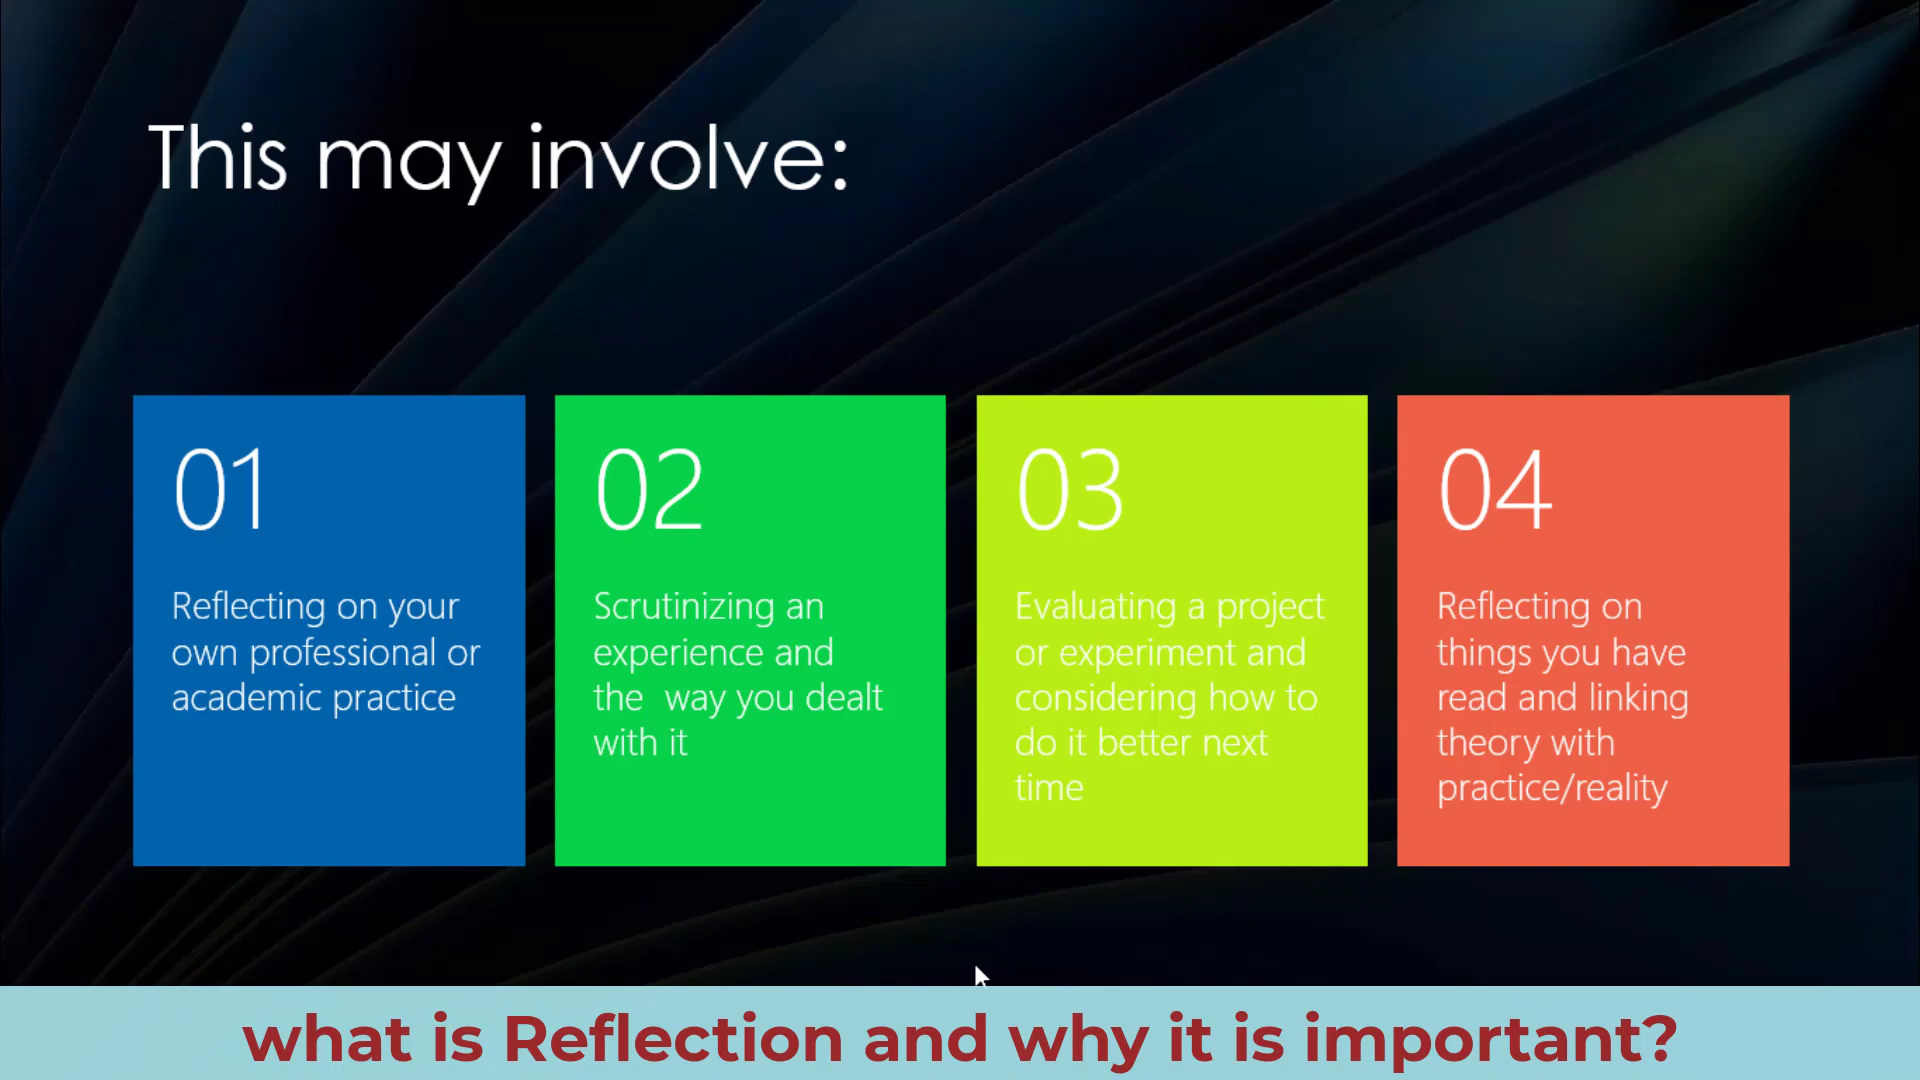 This may involve:
01
Reflecting on your
own professional or
academic practice
02
Scrutinizing an
experience and
the  way you dealt
with it
03
Evaluating a project
or experiment and
considering how to
do it better next
time
04
Reflecting on
things you have
read and linking
theory with
practice/reality
what is Reflection and why it is important?